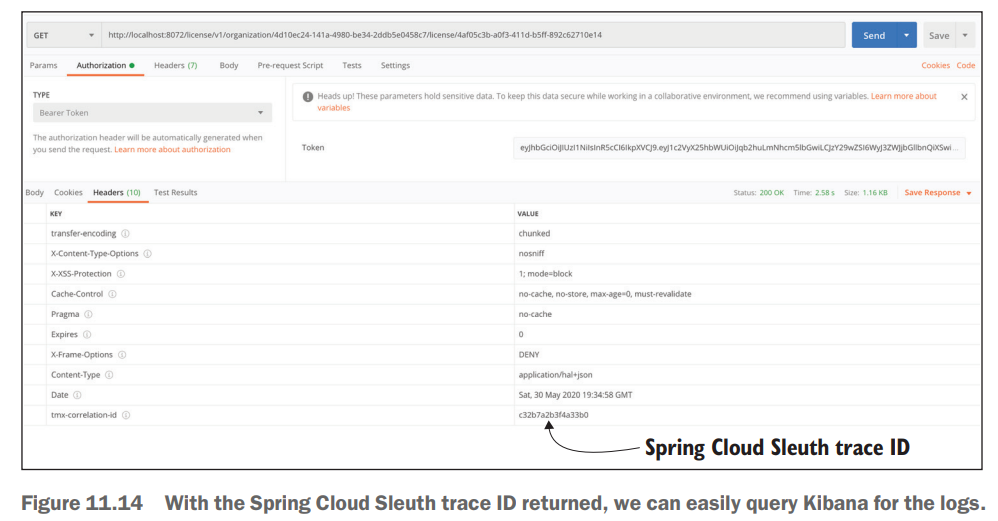 GET http://localhost:8072/license/v1/organization/4d10ec24-141a-4980-be34-2ddb5e0458c7/license/4af05c3b-a0f3-411d-b5ff-892c62710e14 Send Save
Params Authorization Headers (7) Body Pre-request Script Tests Settings Cookies Code
TYPE
Bearer Token
The authorization header will be automatically generated when
you send the request. Learn more about authorization
Heads up! These parameters hold sensitive data. To keep this data secure while working in a collaborative environment, we recommend using variables. Learn more about
variables
Token
Body Cookies Headers (10) Test Results Status: 200 OK Time: 2.58 s Size: 1.16 KB Save Response
KEY VALUE
transfer-encoding chunked
X-Content-Type-Options nosniff
X-XSS-Protection 1; mode=block
Cache-Control no-cache, no-store, max-age=0, must-revalidate
Pragma no-cache
Expires 0
X-Frame-Options DENY
Content-Type application/hal+json
Date Sat, 30 May 2020 19:34:58 GMT
tmx-correlation-id c32b7a2b3f4a33b0
Spring Cloud Sleuth trace ID
Figure 11.14 With the Spring Cloud Sleuth trace ID returned, we can easily query Kibana for the logs.